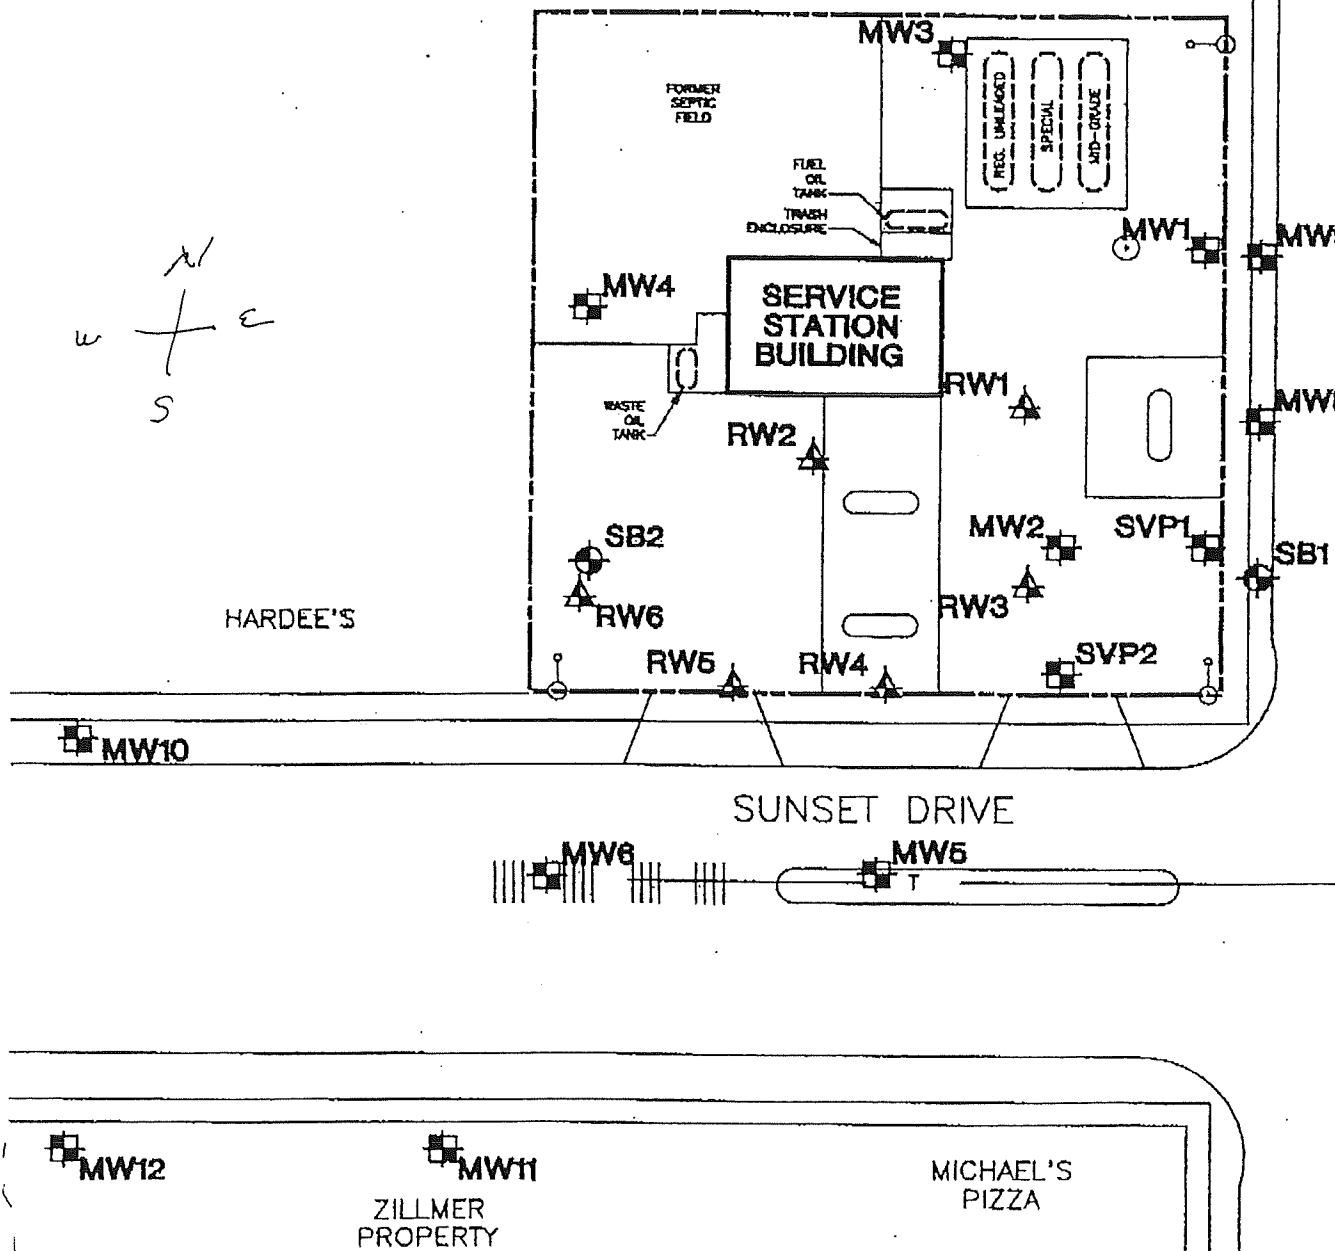 MW3
FORMER
SEPTIC
FIELD
REG. UNLEADED
SPECIAL
MID-GRADE
FUEL
OIL
TANK
TRASH
ENCLOSURE
MW1
N
W
E
S
MW4
SERVICE
STATION
BUILDING
RW1
WASTE
OIL
TANK
RW2
MW2
SVP1
SB2
SB1
RW3
RW6
HARDEE'S
RW5
RW4
SVP2
MW10
SUNSET DRIVE
MW6
MW5
T
MW12
MW11
MICHAEL'S
PIZZA
ZILLMER
PROPERTY